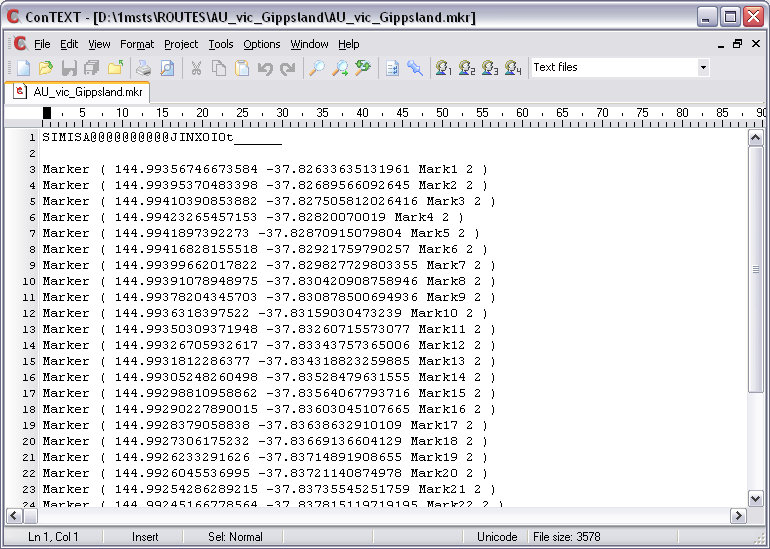 ConTEXT - [D:\1msts\ROUTES\AU_vic_Gippsland\AU_vic_Gippsland.mkr]
File Edit View Format Tools Options Window Help
1 2 3 4 Text files
AU_vic_Gippsland.mkr
0 5 10 15 20 25 30 35 40 45 50 55 60 65 70 75 80 85 90
1 SIMISA@@@@@@@@@@JINX0I0t______
2
3 Marker ( 144.99356746673584 -37.82633635131961 Mark1 2 )
4 Marker ( 144.99395370483398 -37.82689566092645 Mark2 2 )
5 Marker ( 144.99410390853882 -37.827505812026416 Mark3 2 )
6 Marker ( 144.99423265457153 -37.82820070019 Mark4 2 )
7 Marker ( 144.9941897392273 -37.82870915079804 Mark5 2 )
8 Marker ( 144.99416828155518 -37.82921759790257 Mark6 2 )
9 Marker ( 144.99399662017822 -37.829827729803355 Mark7 2 )
10 Marker ( 144.99391078948975 -37.830420908758946 Mark8 2 )
11 Marker ( 144.99378204345703 -37.830878500694936 Mark9 2 )
12 Marker ( 144.9936318397522 -37.83159030473239 Mark10 2 )
13 Marker ( 144.99350309371948 -37.83260715573077 Mark11 2 )
14 Marker ( 144.99326705932617 -37.83343757365006 Mark12 2 )
15 Marker ( 144.9931812286377 -37.834318823259885 Mark13 2 )
16 Marker ( 144.99305248260498 -37.83528479631555 Mark14 2 )
17 Marker ( 144.99298810958862 -37.83564067793716 Mark15 2 )
18 Marker ( 144.99290227890015 -37.83603045107665 Mark16 2 )
19 Marker ( 144.9928379058838 -37.83638632910109 Mark17 2 )
20 Marker ( 144.9927306175232 -37.83669136604129 Mark18 2 )
21 Marker ( 144.9926233291626 -37.83714891908655 Mark19 2 )
22 Marker ( 144.9926045536995 -37.83721140874978 Mark20 2 )
23 Marker ( 144.99254286289215 -37.83735545251759 Mark21 2 )
24 Marker ( 144.99245166778564 -37.837815119719195 Mark22 2 )
Ln 1, Col 1 Insert Sel: Normal Unicode File size: 3578